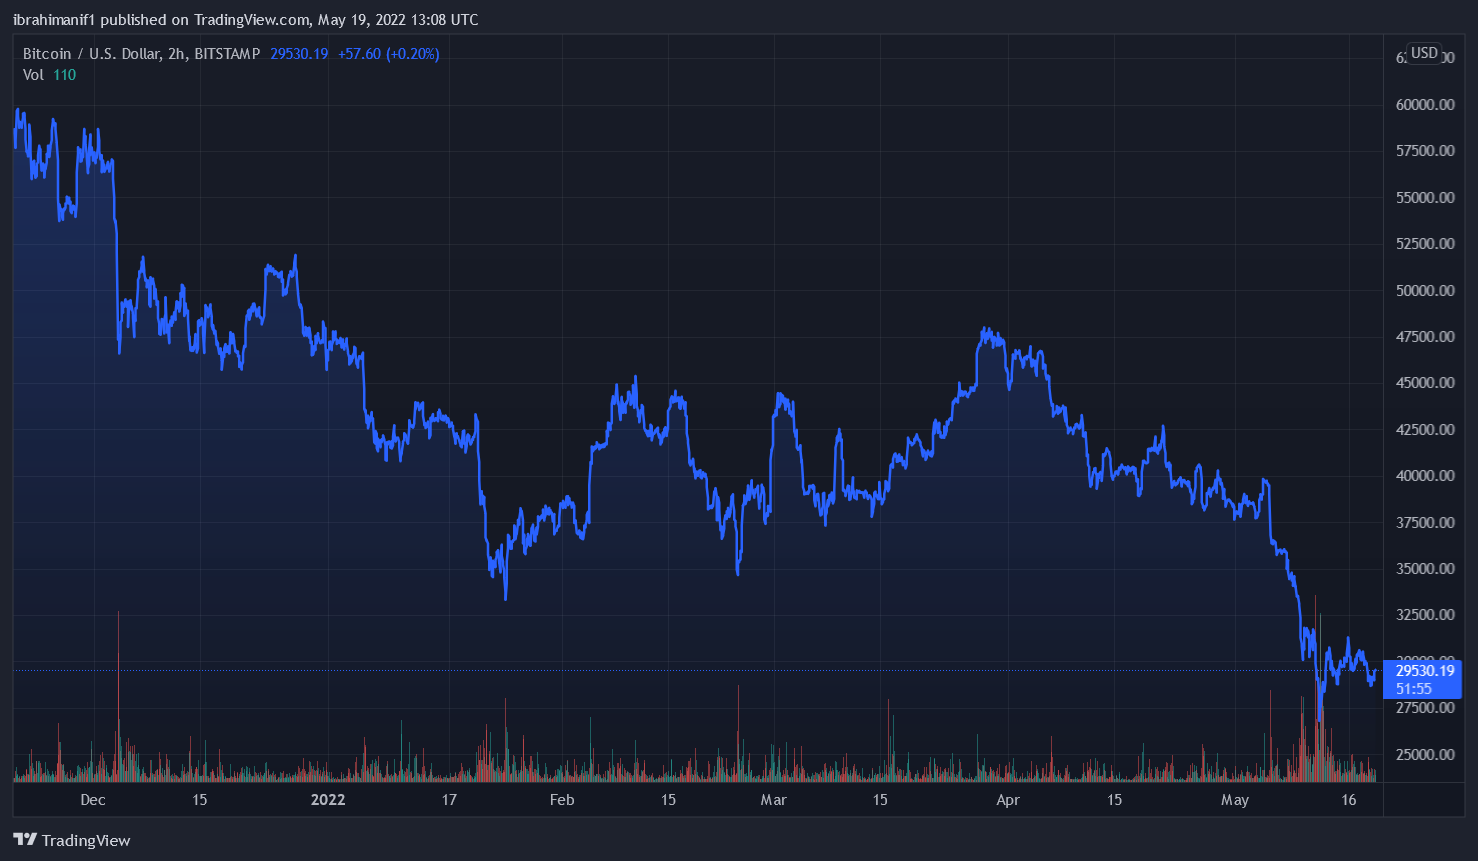 ibrahimanif1 published on TradingView.com, May 19, 2022 13:08 UTC
Bitcoin / U.S. Dollar, 2h, BITSTAMP 29530.19 +57.60 (+0.20%)
Vol 110
USD
60000.00
57500.00
55000.00
52500.00
50000.00
47500.00
45000.00
42500.00
40000.00
37500.00
35000.00
32500.00
29530.19
51:55
27500.00
25000.00
Dec 15 2022 17 Feb 15 Mar 15 Apr 15 May 16
TradingView